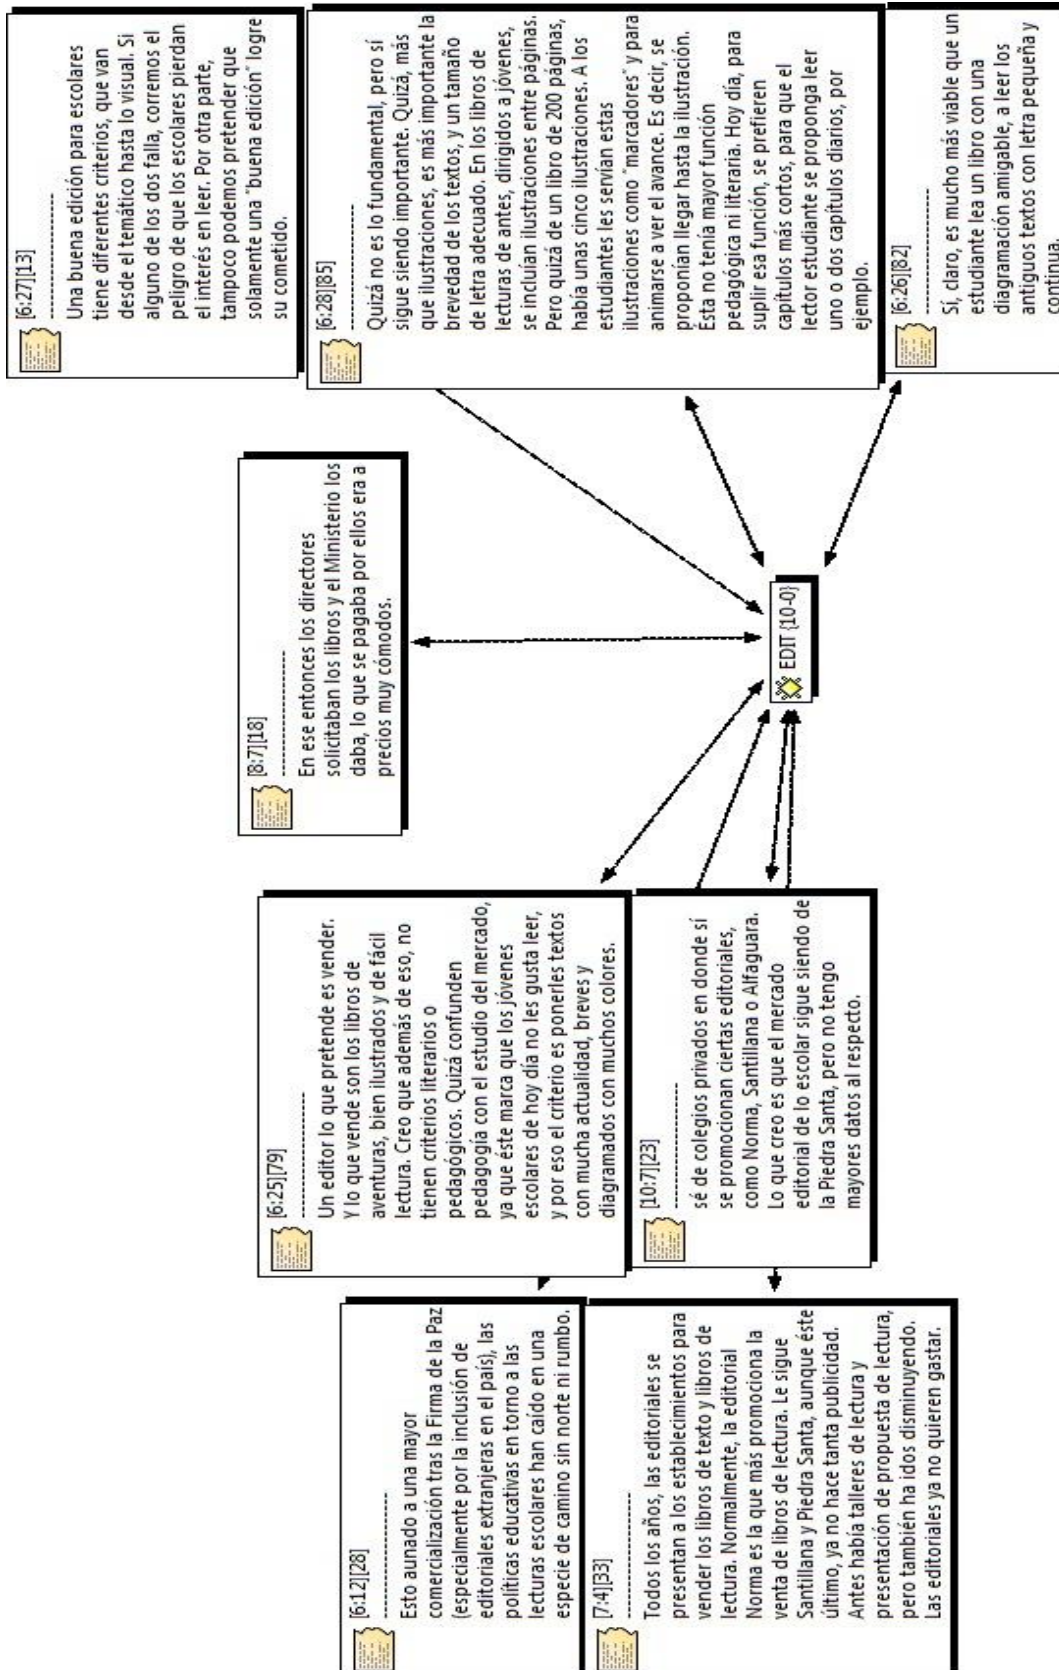 [6:12][28]
--------------------
Esto aunado a una mayor
comercialización tras la Firma de la Paz
(especialmente por la inclusión de
editoriales extranjeras en el país), las
políticas educativas en torno a las
lecturas escolares han caído en una
especie de camino sin norte ni rumbo.
[7:4][33]
--------------------
Todos los años, las editoriales se
presentan a los establecimientos para
vender los libros de texto y libros de
lectura. Normalmente, la editorial
Norma es la que más promociona la
venta de libros de lectura. Le sigue
Santillana y Piedra Santa, aunque éste
último, ya no hace tanta publicidad.
Antes había talleres de lectura y
presentación de propuesta de lectura,
pero también ha idos disminuyendo.
Las editoriales ya no quieren gastar.
[6:25][79]
--------------------
Un editor lo que pretende es vender.
Y lo que vende son los libros de
aventuras, bien ilustrados y de fácil
lectura. Creo que además de eso, no
tienen criterios literarios o
pedagógicos. Quizá confunden
pedagogía con el estudio del mercado,
ya que éste marca que los jóvenes
escolares de hoy día no les gusta leer,
y por eso el criterio es ponerles textos
con mucha actualidad, breves y
diagramados con muchos colores.
[10:7][23]
--------------------
sé de colegios privados en donde sí
se promocionan ciertas editoriales,
como Norma, Santillana o Alfaguara.
Lo que creo es que el mercado
editorial de lo escolar sigue siendo de
la Piedra Santa, pero no tengo
mayores datos al respecto.
[8:7][18]
--------------------
En ese entonces los directores
solicitaban los libros y el Ministerio los
daba, lo que se pagaba por ellos era a
precios muy cómodos.
EDIT {10-0}
[6:27][13]
--------------------
Una buena edición para escolares
tiene diferentes criterios, que van
desde el temático hasta lo visual. Si
alguno de los dos falla, corremos el
peligro de que los escolares pierdan
el interés en leer. Por otra parte,
tampoco podemos pretender que
solamente una "buena edición" logre
su cometido.
[6:28][85]
--------------------
Quizá no es lo fundamental, pero sí
sigue siendo importante. Quizá, más
que ilustraciones, es más importante la
brevedad de los textos, y un tamaño
de letra adecuado. En los libros de
lecturas de antes, dirigidos a jóvenes,
se incluían ilustraciones entre páginas.
Pero quizá de un libro de 200 páginas,
había unas cinco ilustraciones. A los
estudiantes les servían estas
ilustraciones como "marcadores" y para
animarse a ver el avance. Es decir, se
proponían llegar hasta la ilustración.
Ésta no tenía mayor función
pedagógica ni literaria. Hoy día, para
suplir esa función, se prefieren
capítulos más cortos, para que el
lector estudiante se proponga leer
uno o dos capítulos diarios, por
ejemplo.
[6:26][82]
--------------------
Sí, claro, es mucho más viable que un
estudiante lea un libro con una
diagramación amigable, a leer los
antiguos textos con letra pequeña y
continua.